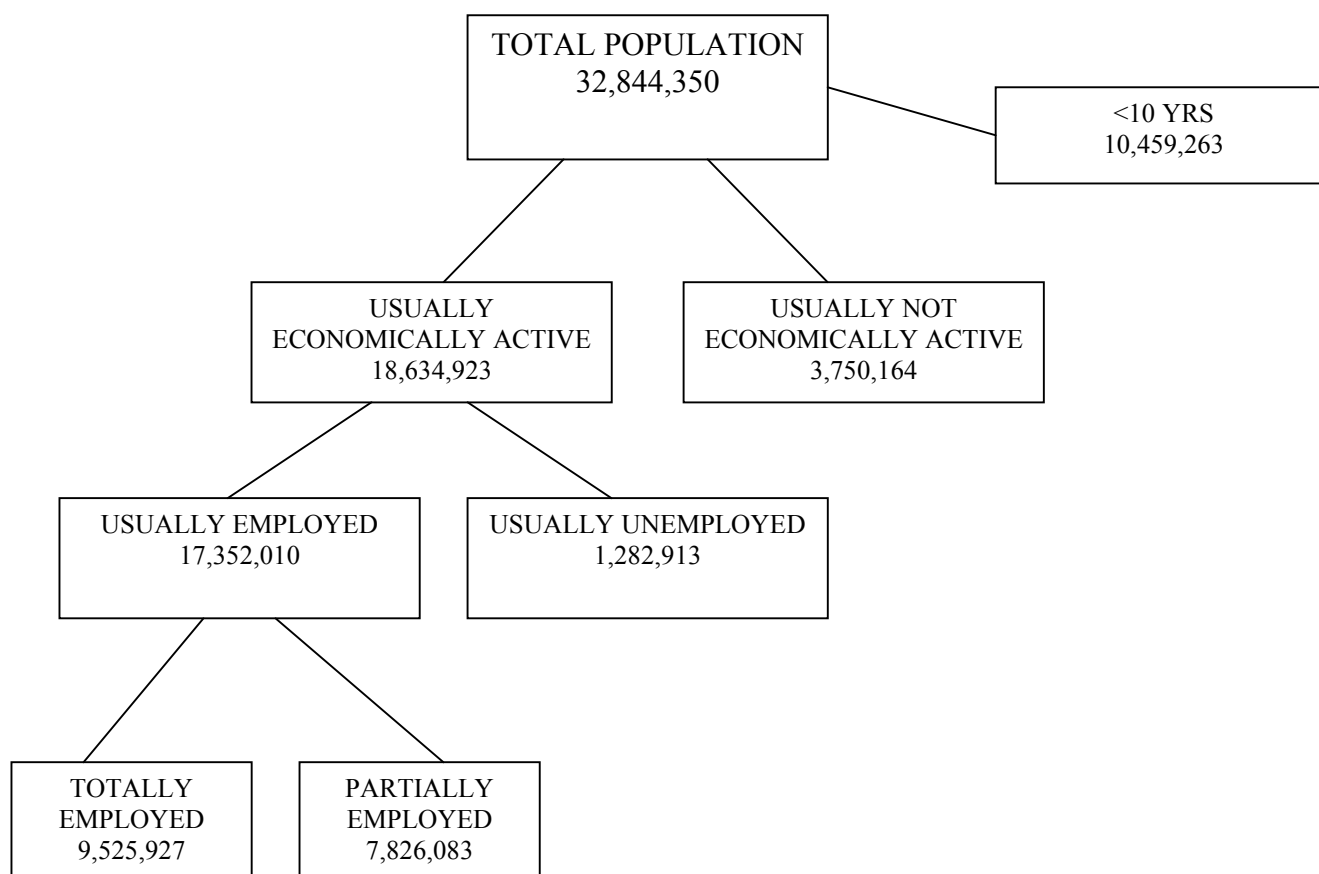 TOTAL POPULATION
32,844,350
<10 YRS
10,459,263
USUALLY
ECONOMICALLY ACTIVE
18,634,923
USUALLY NOT
ECONOMICALLY ACTIVE
3,750,164
USUALLY EMPLOYED
17,352,010
USUALLY UNEMPLOYED
1,282,913
TOTALLY
EMPLOYED
9,525,927
PARTIALLY
EMPLOYED
7,826,083